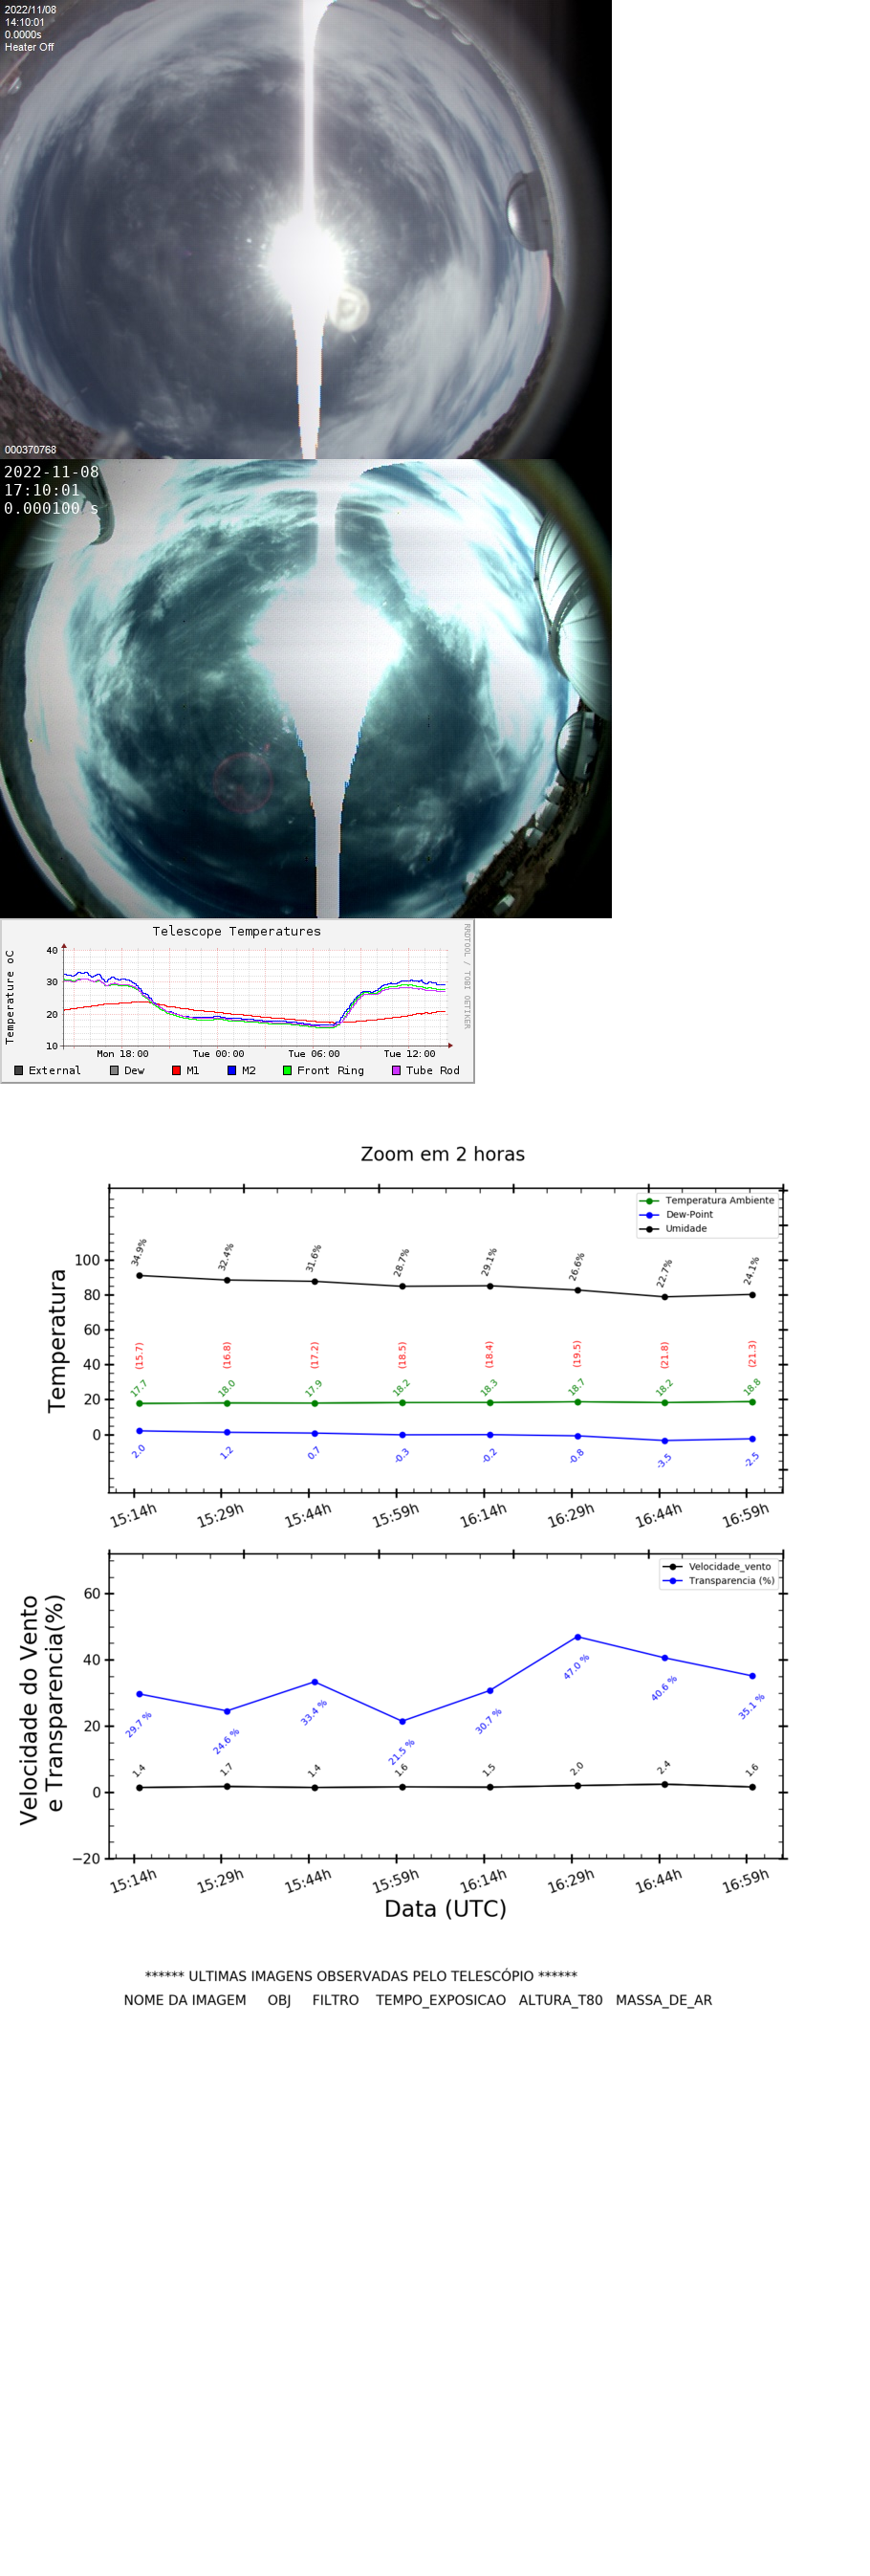 2022/11/08
14:10:01
0.0000s
Heater Off
000370768
2022-11-08
17:10:01
0.000100 s
Telescope Temperatures
RRDTOOL / TOBI OETIKER
Temperature oC
40
30
20
10
Mon 18:00 Tue 00:00 Tue 06:00 Tue 12:00
External Dew M1 M2 Front Ring Tube Rod
Zoom em 2 horas
Temperatura Ambiente
Dew-Point
Umidade
Temperatura
100
80
60
40
20
0
34.9% 32.4% 31.6% 28.7% 29.1% 26.6% 22.7% 24.1%
(15.7) (16.8) (17.2) (18.5) (18.4) (19.5) (21.8) (21.3)
17.7 18.0 17.9 18.2 18.3 18.7 18.2 18.8
2.0 1.2 0.7 -0.3 -0.2 -0.8 -3.5 -2.5
15:14h 15:29h 15:44h 15:59h 16:14h 16:29h 16:44h 16:59h
Velocidade_vento
Transparencia (%)
Velocidade do Vento
e Transparencia(%)
60
40
20
0
−20
29.7 % 24.6 % 33.4 % 21.5 % 30.7 % 47.0 % 40.6 % 35.1 %
1.4 1.7 1.4 1.6 1.5 2.0 2.4 1.6
15:14h 15:29h 15:44h 15:59h 16:14h 16:29h 16:44h 16:59h
Data (UTC)
****** ULTIMAS IMAGENS OBSERVADAS PELO TELESCÓPIO ******
NOME DA IMAGEM OBJ FILTRO TEMPO_EXPOSICAO ALTURA_T80 MASSA_DE_AR